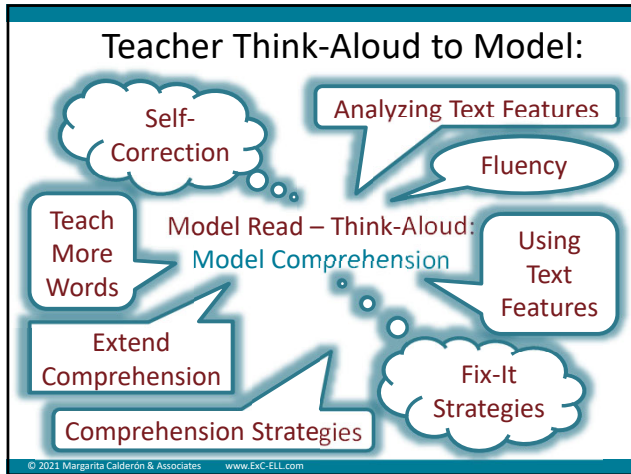 Teacher Think-Aloud to Model:
Self-
Correction
Analyzing Text Features
Fluency
Teach
More
Words
Model Read – Think-Aloud:
Model Comprehension
Using
Text
Features
Extend
Comprehension
Fix-It
Strategies
Comprehension Strategies
© 2021 Margarita Calderón & Associates www.ExC-ELL.com